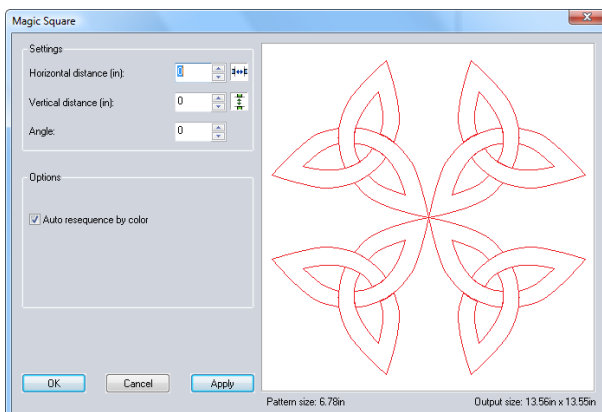 Magic Square
Settings
Horizontal distance (in): 0
Vertical distance (in): 0
Angle: 0
Options
Auto resequence by color
OK Cancel Apply
Pattern size: 6.78in Output size: 13.56in x 13.55in